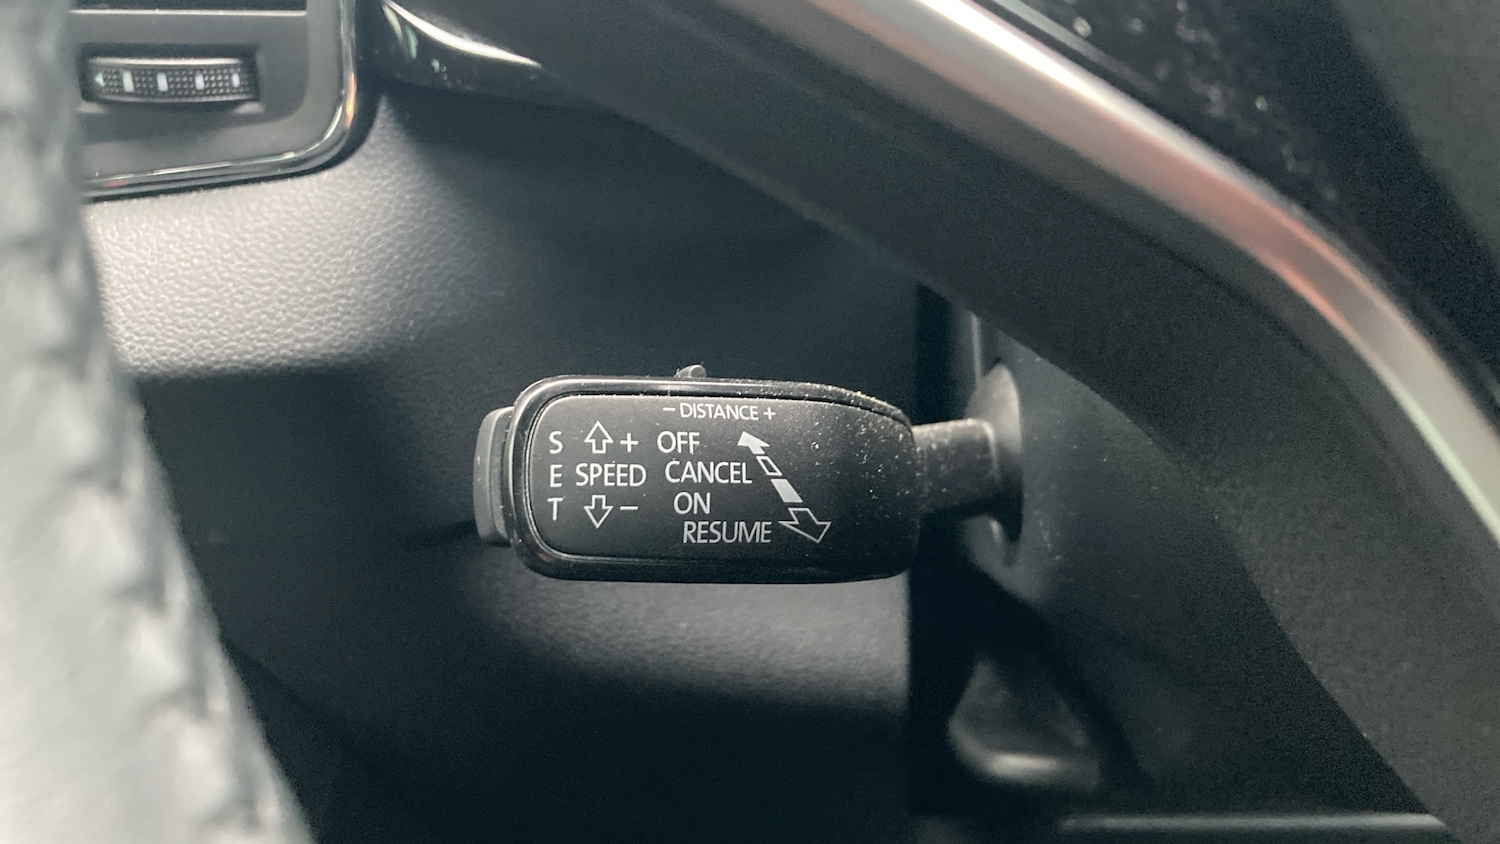 - DISTANCE +
S + OFF
E SPEED CANCEL
T - ON
RESUME